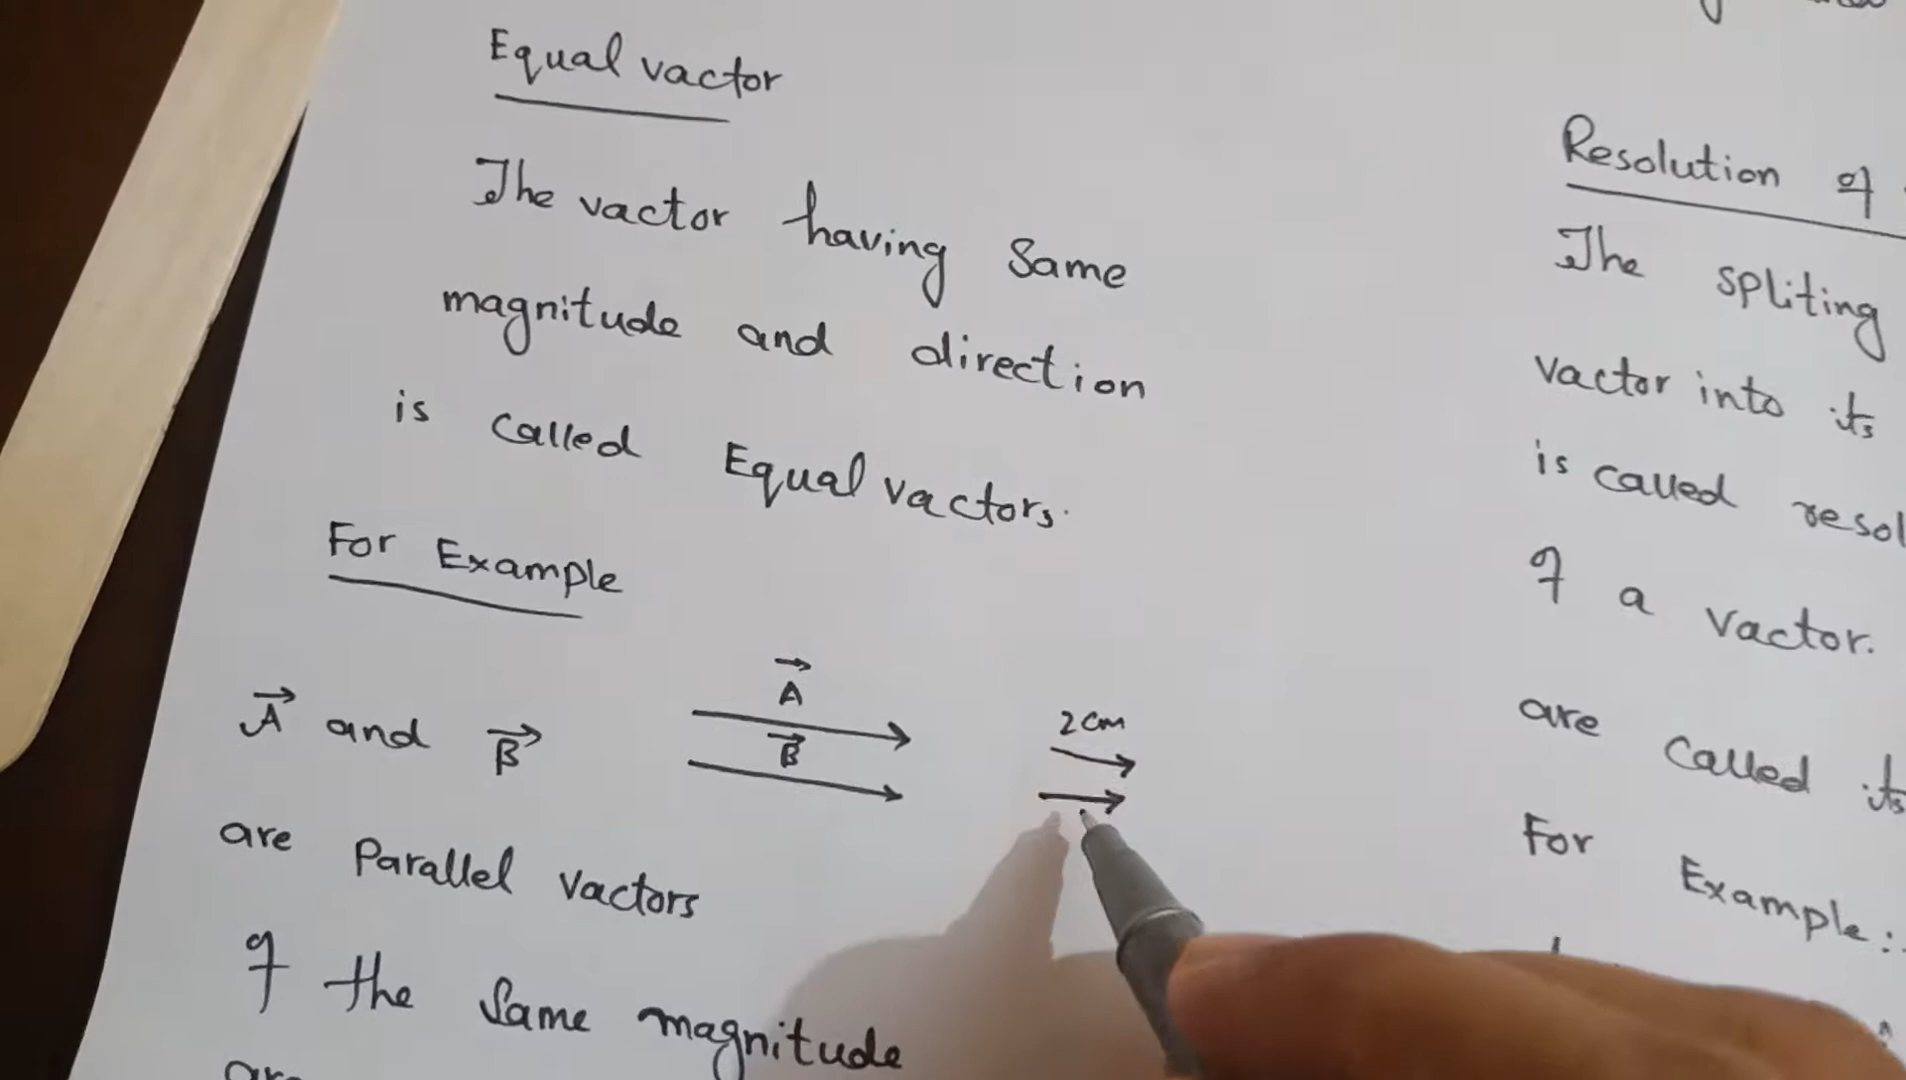 Equal vactor
The vactor having Same
magnitude and direction
is called Equal vactors.
For Example
A and B
A
B
2cm
are Parallel vactors
of the Same magnitude
Resolution of
The spliting
vactor into its
is called resol
of a vactor.
are called its
For Example: